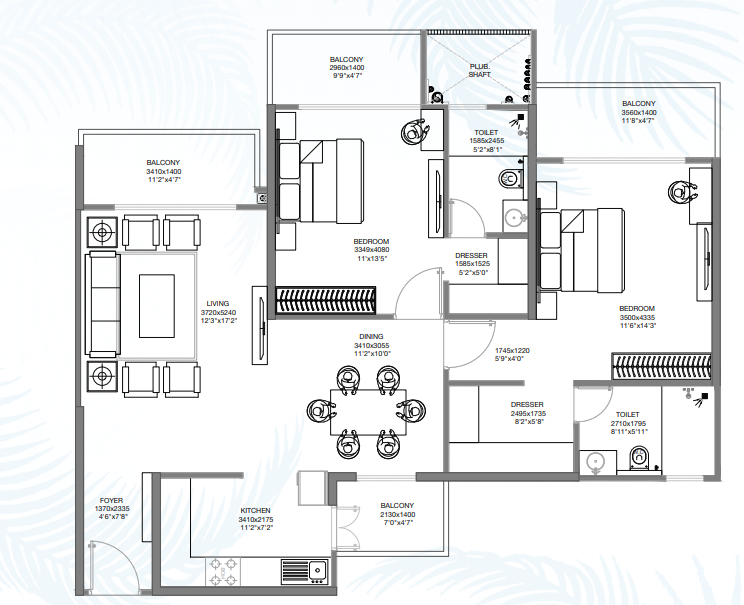 BALCONY
2960x1400
9'9"x4'7"
PLUB.
SHAFT
BALCONY
3560x1400
11'8"x4'7"
TOILET
1585x2455
5'2"x8'1"
BALCONY
3410x1400
11'2"x4'7"
BEDROOM
3349x4080
11'x13'5"
DRESSER
1585x1525
5'2"x5'0"
LIVING
3720x5240
12'3"x17'2"
BEDROOM
3500x4335
11'6"x14'3"
DINING
3410x3055
11'2"x10'0"
1745x1220
5'9"x4'0"
DRESSER
2495x1735
8'2"x5'8"
TOILET
2710x1795
8'11"x5'11"
FOYER
1370x2335
4'6"x7'8"
KITCHEN
3410x2175
11'2"x7'2"
BALCONY
2130x1400
7'0"x4'7"